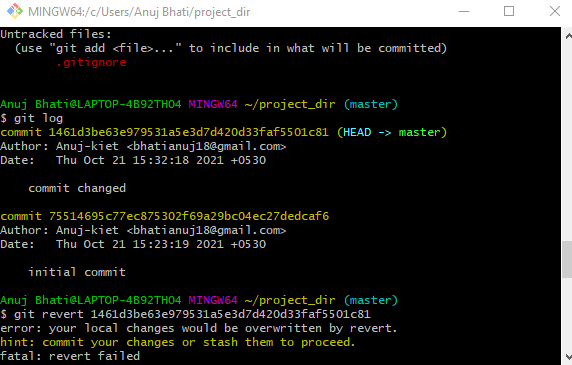 MINGW64:/c/Users/Anuj Bhati/project_dir
Untracked files:
(use "git add <file>..." to include in what will be committed)
.gitignore
Anuj Bhati@LAPTOP-4B92TH04 MINGW64 ~/project_dir (master)
$ git log
commit 1461d3be63e979531a5e3d7d420d33faf5501c81 (HEAD -> master)
Author: Anuj-kiet <bhatianuj18@gmail.com>
Date:   Thu Oct 21 15:32:18 2021 +0530
commit changed
commit 75514695c77ec875302f69a29bc04ec27dedcaf6
Author: Anuj-kiet <bhatianuj18@gmail.com>
Date:   Thu Oct 21 15:23:19 2021 +0530
initial commit
Anuj Bhati@LAPTOP-4B92TH04 MINGW64 ~/project_dir (master)
$ git revert 1461d3be63e979531a5e3d7d420d33faf5501c81
error: your local changes would be overwritten by revert.
hint: commit your changes or stash them to proceed.
fatal: revert failed